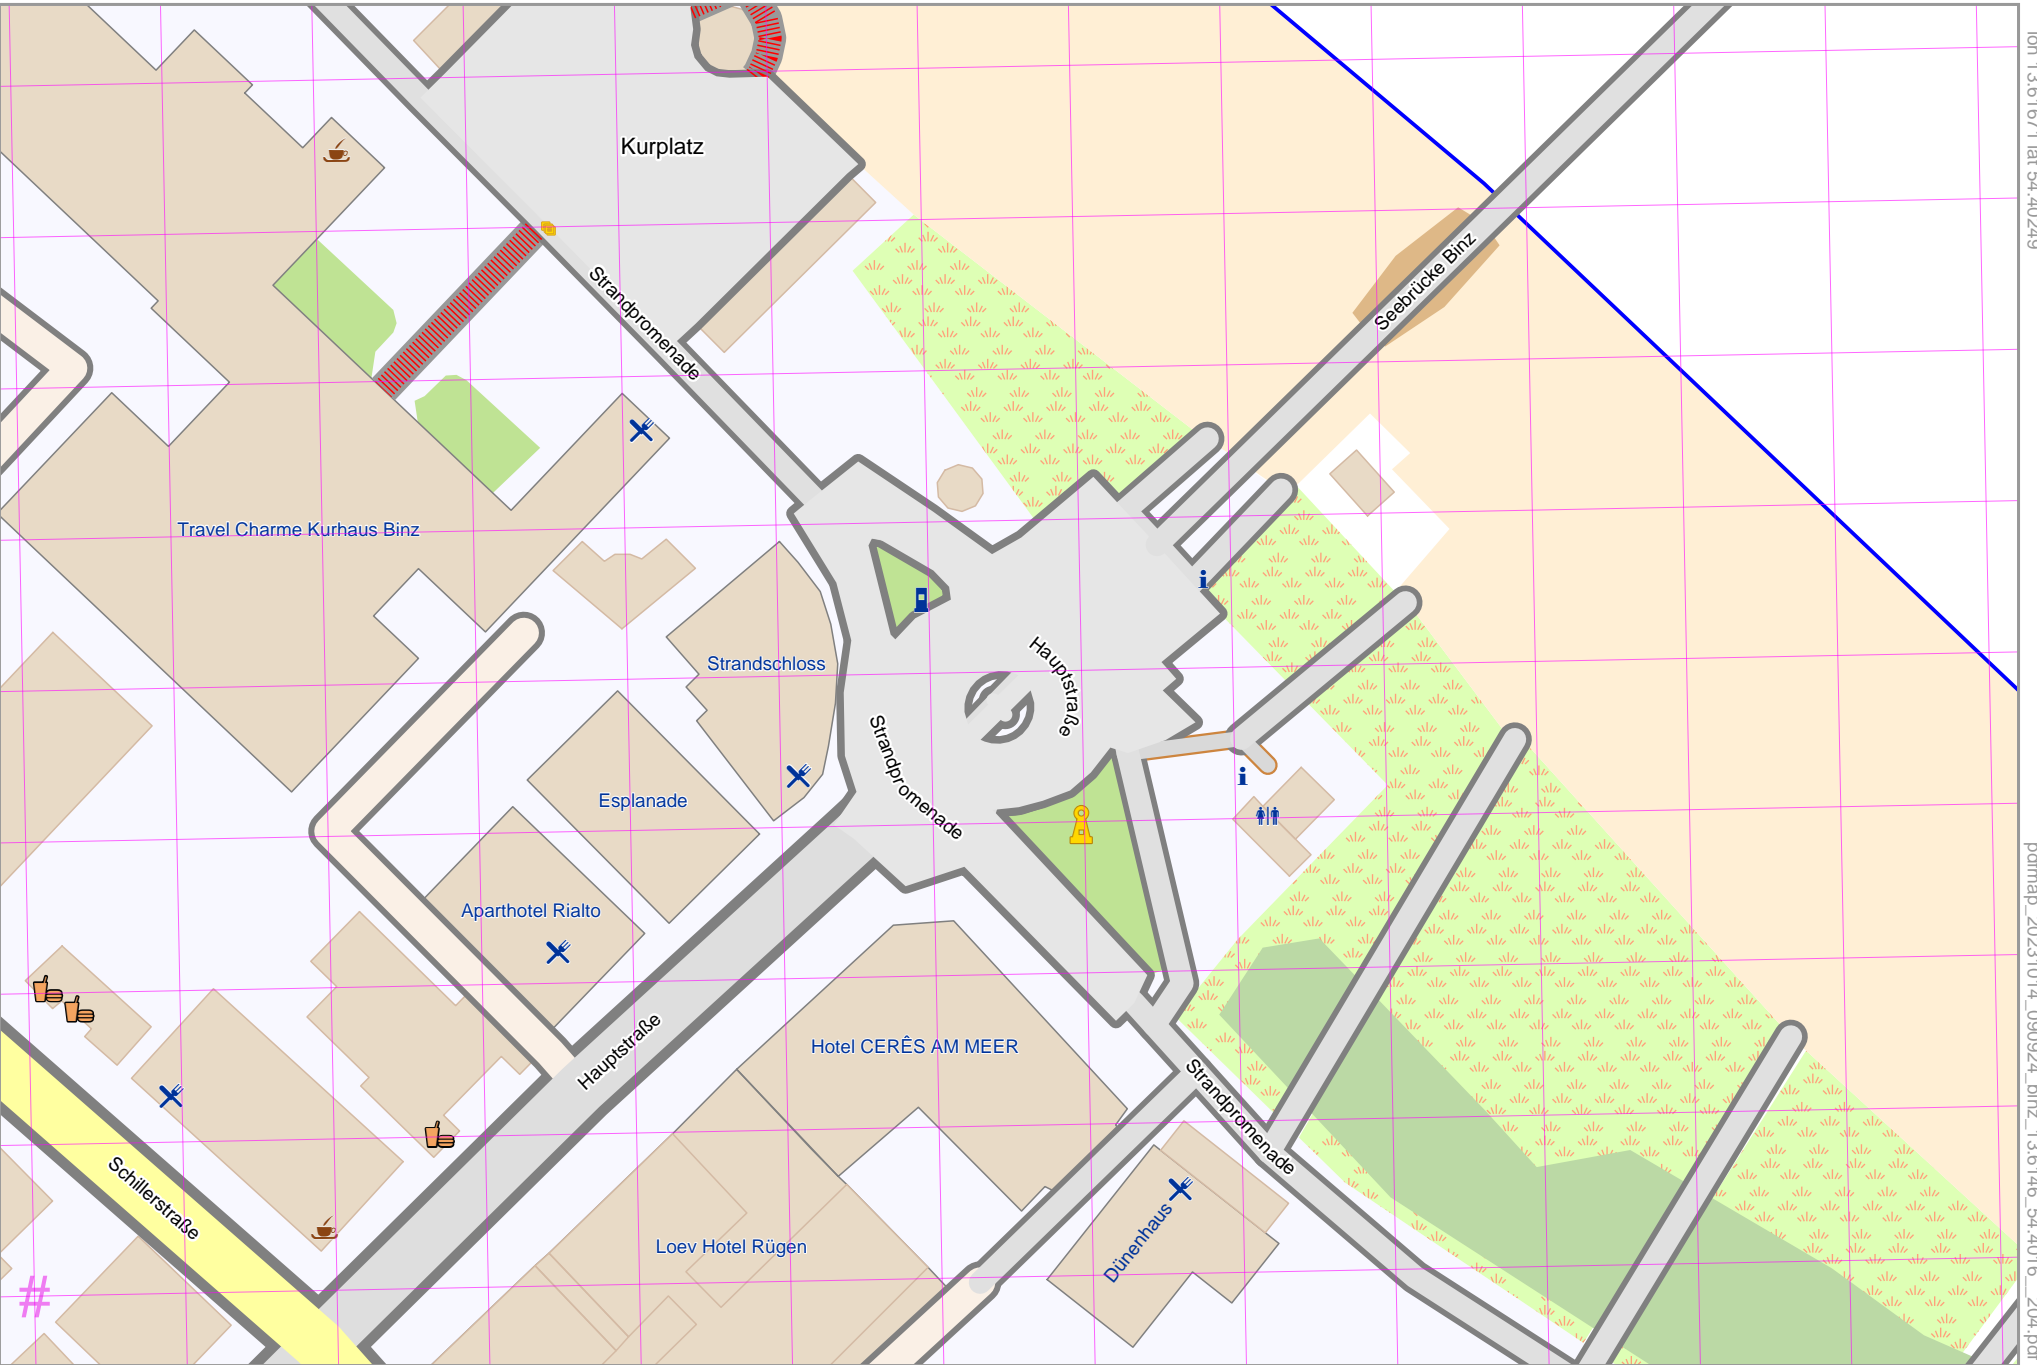 Kurplatz
Strandpromenade
Seebrücke Binz
Travel Charme Kurhaus Binz
Strandschloss
Hauptstraße
Strandpromenade
Esplanade
Aparthotel Rialto
Hauptstraße
Hotel CERÊS AM MEER
Strandpromenade
Schillerstraße
Loev Hotel Rügen
Dünenhaus
#
i
i